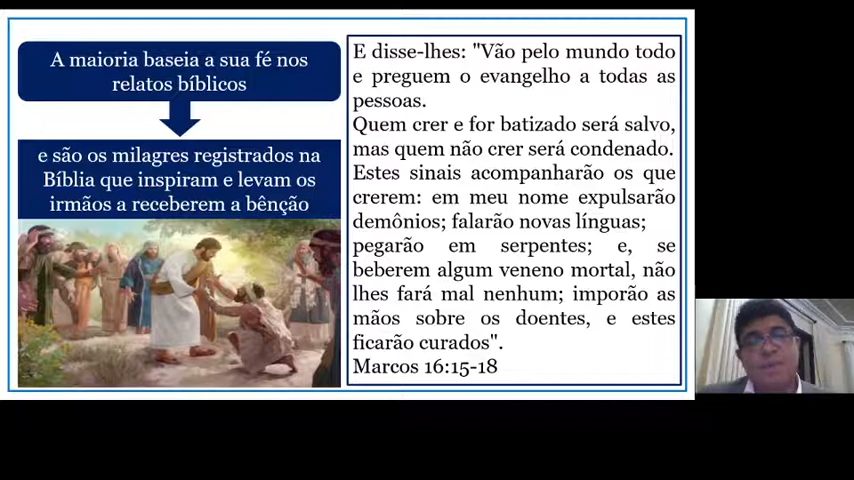 A maioria baseia a sua fé nos
relatos bíblicos
e são os milagres registrados na
Bíblia que inspiram e levam os
irmãos a receberem a bênção
E disse-lhes: "Vão pelo mundo todo
e preguem o evangelho a todas as
pessoas.
Quem crer e for batizado será salvo,
mas quem não crer será condenado.
Estes sinais acompanharão os que
crerem: em meu nome expulsarão
demônios; falarão novas línguas;
pegarão em serpentes; e, se
beberem algum veneno mortal, não
lhes fará mal nenhum; imporão as
mãos sobre os doentes, e estes
ficarão curados".
Marcos 16:15-18